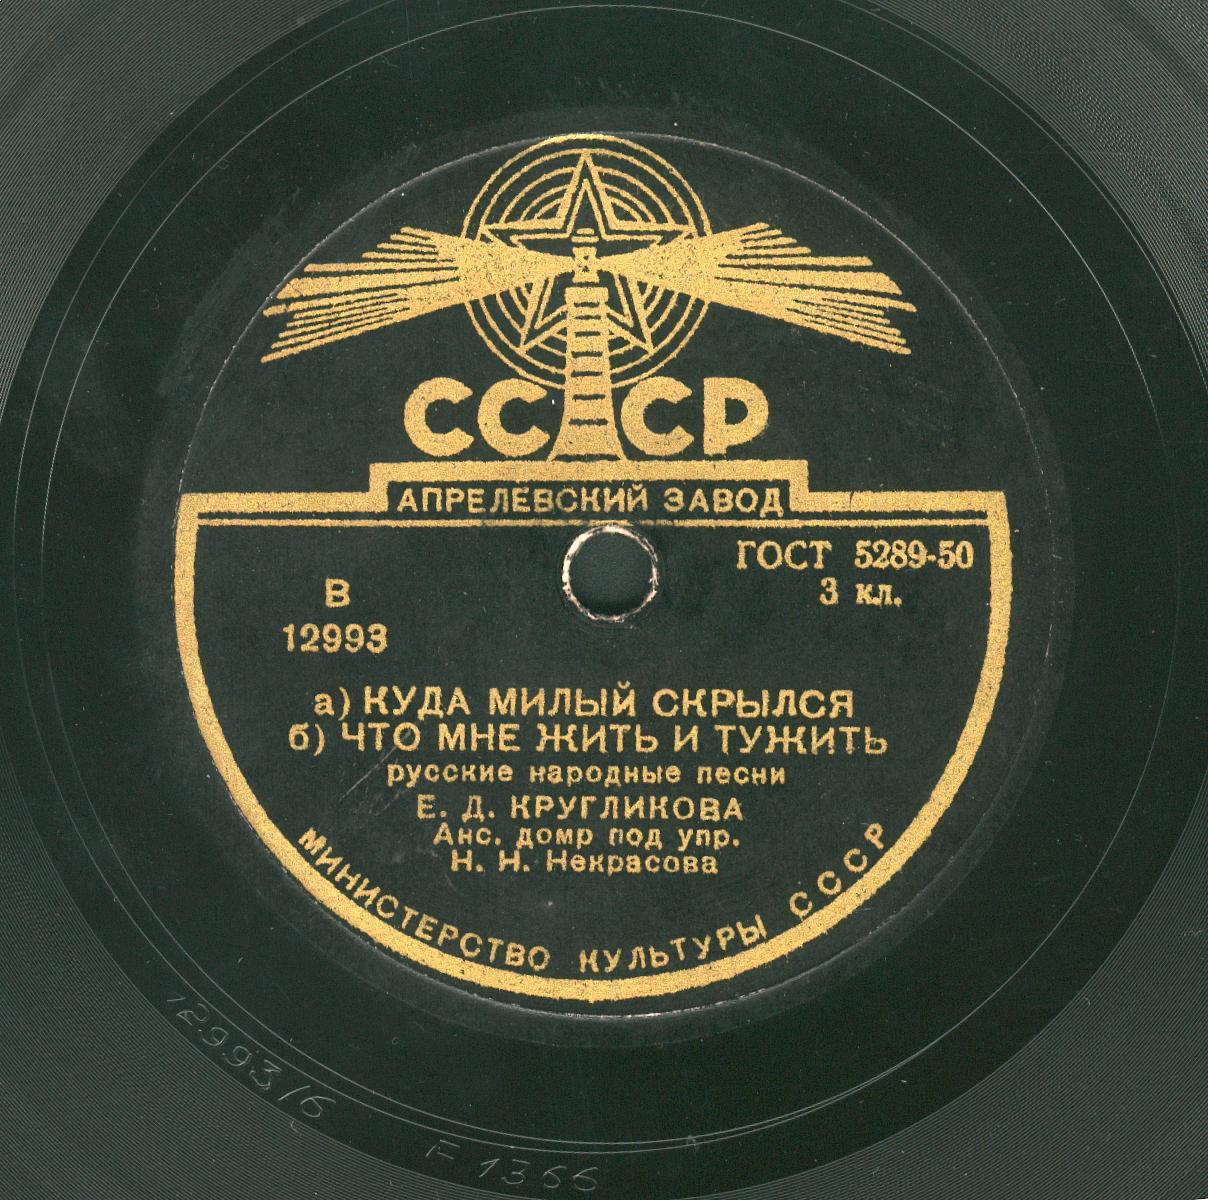 СССР
АПРЕЛЕВСКИЙ ЗАВОД
ГОСТ 5289-50
3 кл.
В
12993
а) КУДА МИЛЫЙ СКРЫЛСЯ
б) ЧТО МНЕ ЖИТЬ И ТУЖИТЬ
русские народные песни
Е. Д. КРУГЛИКОВА
Анс. домр под упр.
Н. Н. Некрасова
МИНИСТЕРСТВО КУЛЬТУРЫ СССР
12993/6
F 1366